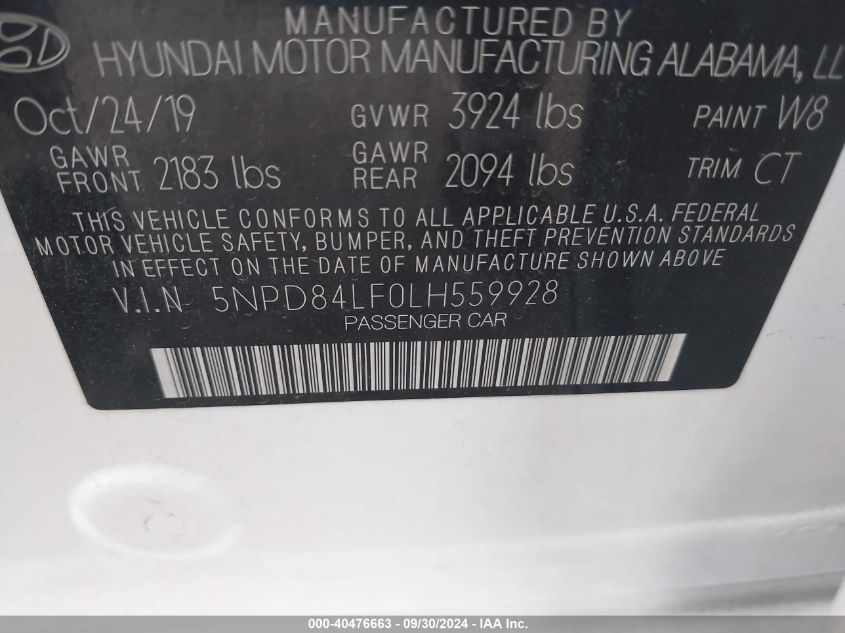 MANUFACTURED BY
HYUNDAI MOTOR MANUFACTURING ALABAMA, LL
Oct/24/19 GVWR 3924 lbs PAINT W8
GAWR FRONT 2183 lbs GAWR REAR 2094 lbs TRIM CT
THIS VEHICLE CONFORMS TO ALL APPLICABLE U.S.A. FEDERAL
MOTOR VEHICLE SAFETY, BUMPER, AND THEFT PREVENTION STANDARDS
IN EFFECT ON THE DATE OF MANUFACTURE SHOWN ABOVE
V.I.N 5NPD84LF0LH559928
PASSENGER CAR
000-40476663 - 09/30/2024 - IAA Inc.